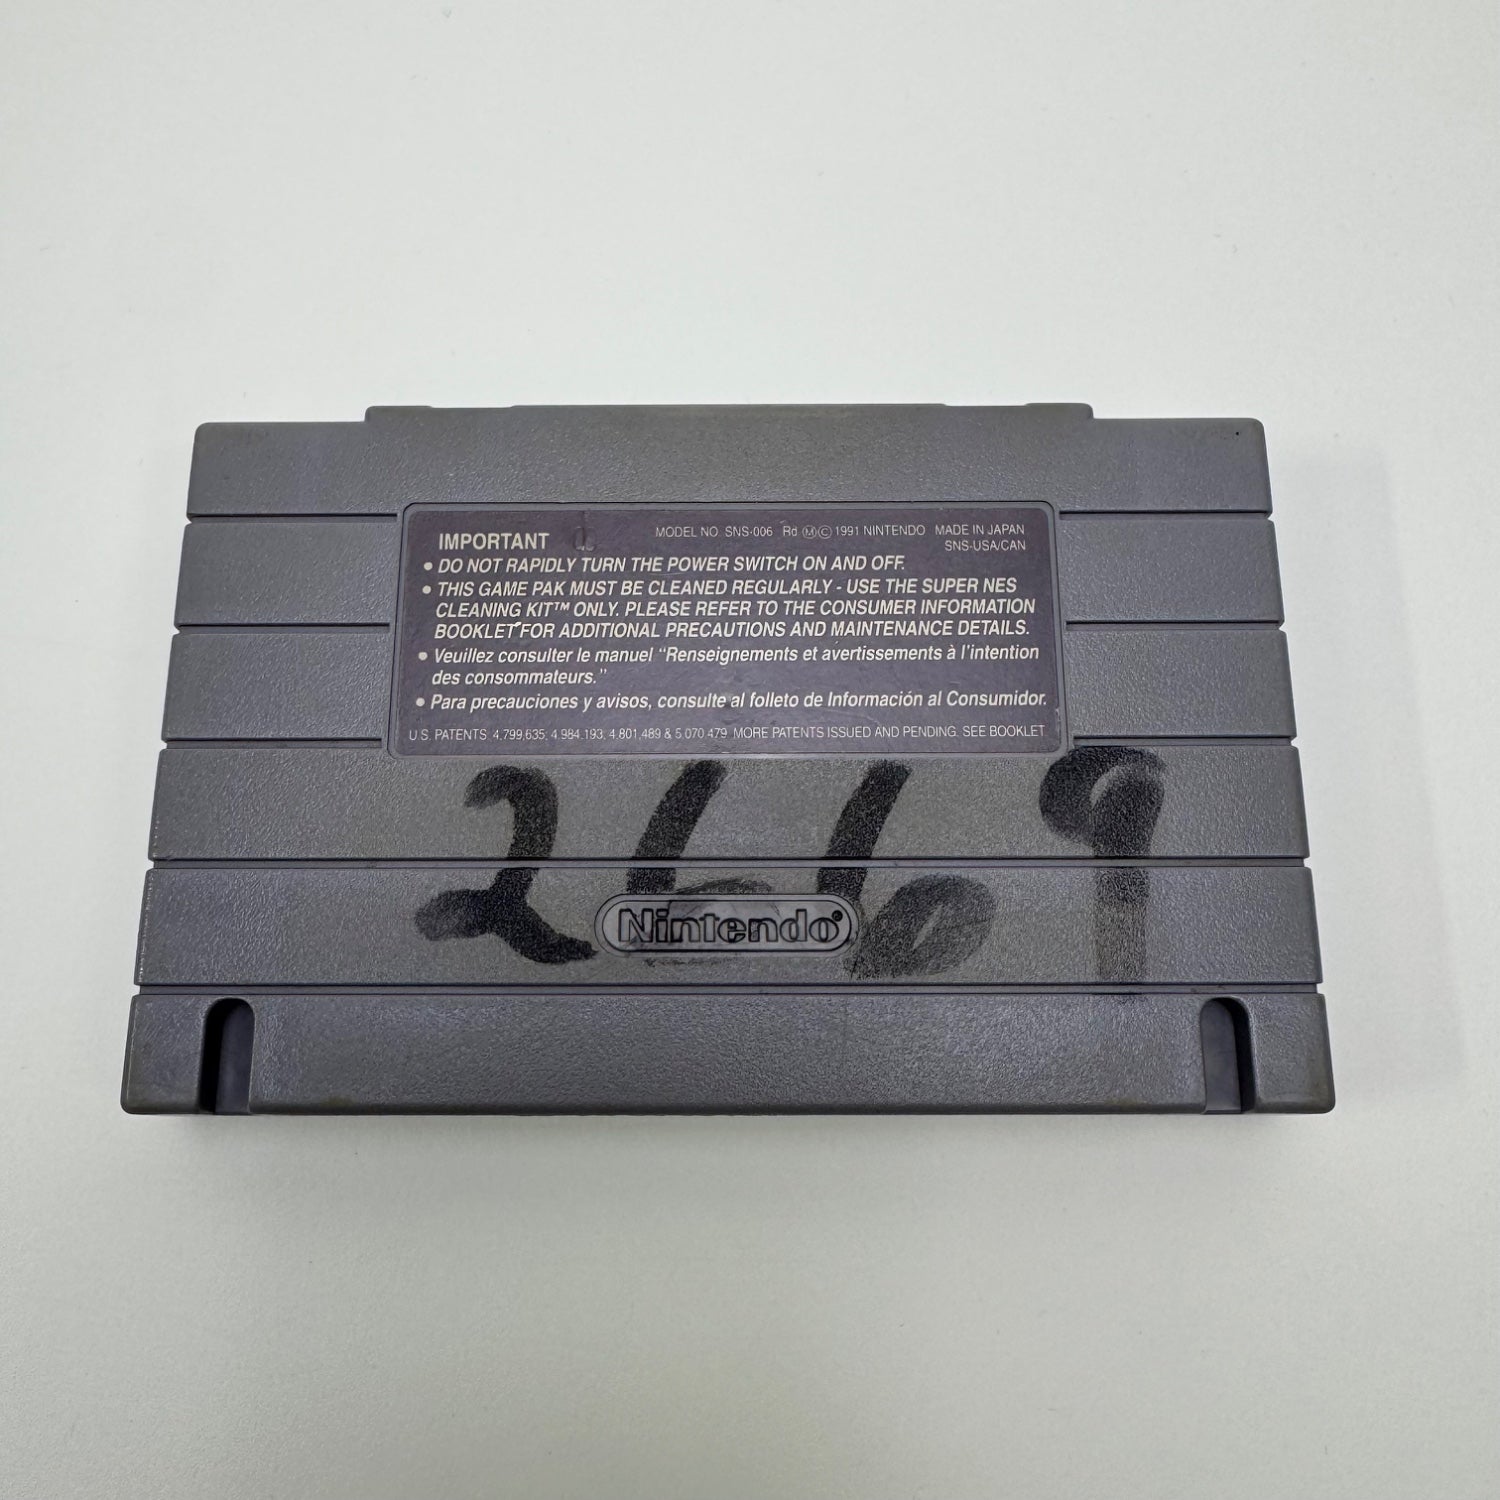 IMPORTANT
MODEL NO. SNS-006 Rd Ⓜ© 1991 NINTENDO MADE IN JAPAN
SNS-USA/CAN
• DO NOT RAPIDLY TURN THE POWER SWITCH ON AND OFF.
• THIS GAME PAK MUST BE CLEANED REGULARLY - USE THE SUPER NES
CLEANING KIT™ ONLY. PLEASE REFER TO THE CONSUMER INFORMATION
BOOKLET FOR ADDITIONAL PRECAUTIONS AND MAINTENANCE DETAILS.
• Veuillez consulter le manuel “Renseignements et avertissements à l’intention
des consommateurs.”
• Para precauciones y avisos, consulte al folleto de Información al Consumidor.
U.S. PATENTS 4,799,635; 4,984,193; 4,801,489 & 5,070,479 MORE PATENTS ISSUED AND PENDING. SEE BOOKLET
2669
Nintendo®